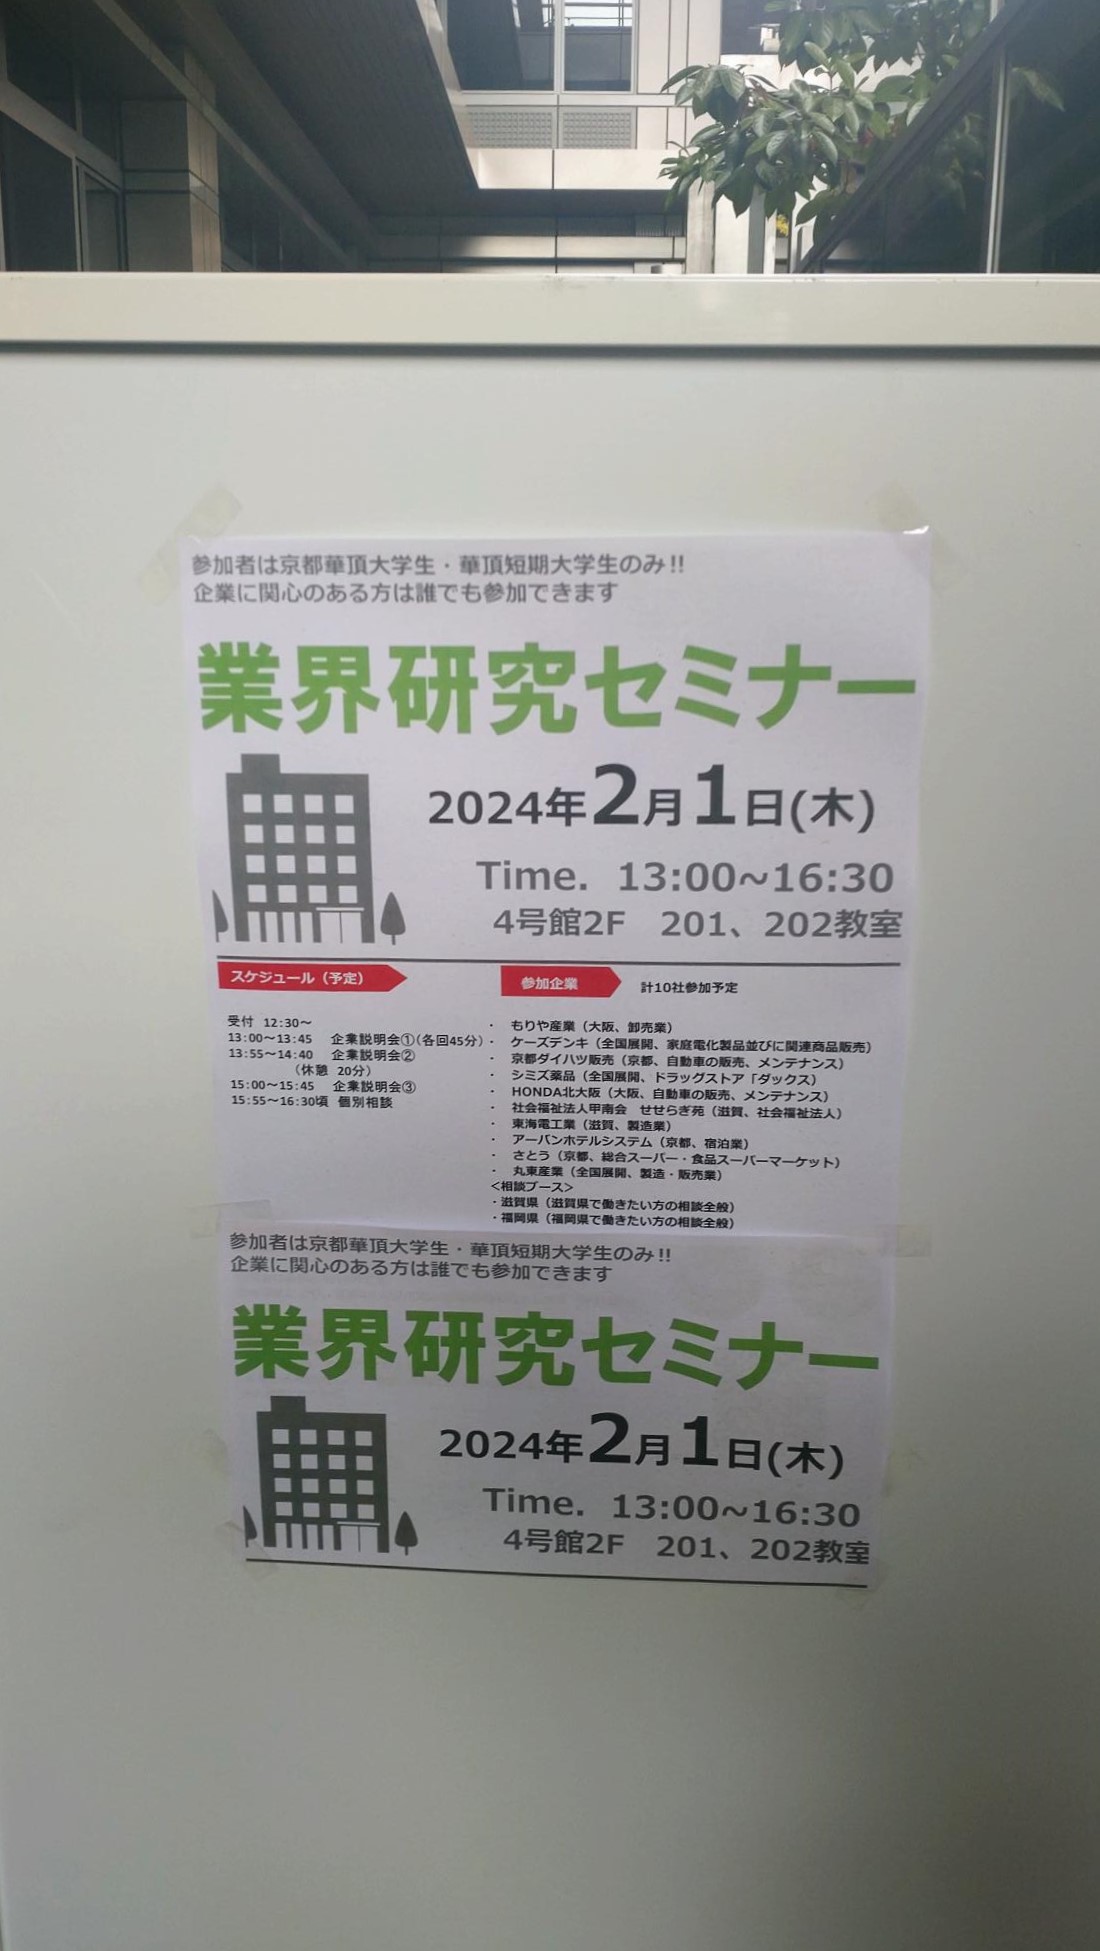 参加者は京都華頂大学生・華頂短期大学生のみ!!
企業に関心のある方は誰でも参加できます
業界研究セミナー
2024年2月1日(木)
Time. 13:00~16:30
4号館2F 201、202教室
スケジュール（予定）
受付 12:30～
13:00～13:45 企業説明会①(各回45分)
13:55～14:40 企業説明会②
（休憩 20分）
15:00～15:45 企業説明会③
15:55～16:30頃 個別相談
参加企業 計10社参加予定
・ もりや産業（大阪、卸売業）
・ ケーズデンキ（全国展開、家庭電化製品並びに関連商品販売）
・ 京都ダイハツ販売（京都、自動車の販売、メンテナンス）
・ シミズ薬品（全国展開、ドラッグストア「ダックス）
・ HONDA北大阪（大阪、自動車の販売、メンテナンス）
・ 社会福祉法人甲南会 せせらぎ苑（滋賀、社会福祉法人）
・ 東海電工業（滋賀、製造業）
・ アーバンホテルシステム（京都、宿泊業）
・ さとう（京都、総合スーパー・食品スーパーマーケット）
・ 丸東産業（全国展開、製造・販売業）
<相談ブース>
・滋賀県（滋賀県で働きたい方の相談全般）
・福岡県（福岡県で働きたい方の相談全般）
参加者は京都華頂大学生・華頂短期大学生のみ!!
企業に関心のある方は誰でも参加できます
業界研究セミナー
2024年2月1日(木)
Time. 13:00~16:30
4号館2F 201、202教室